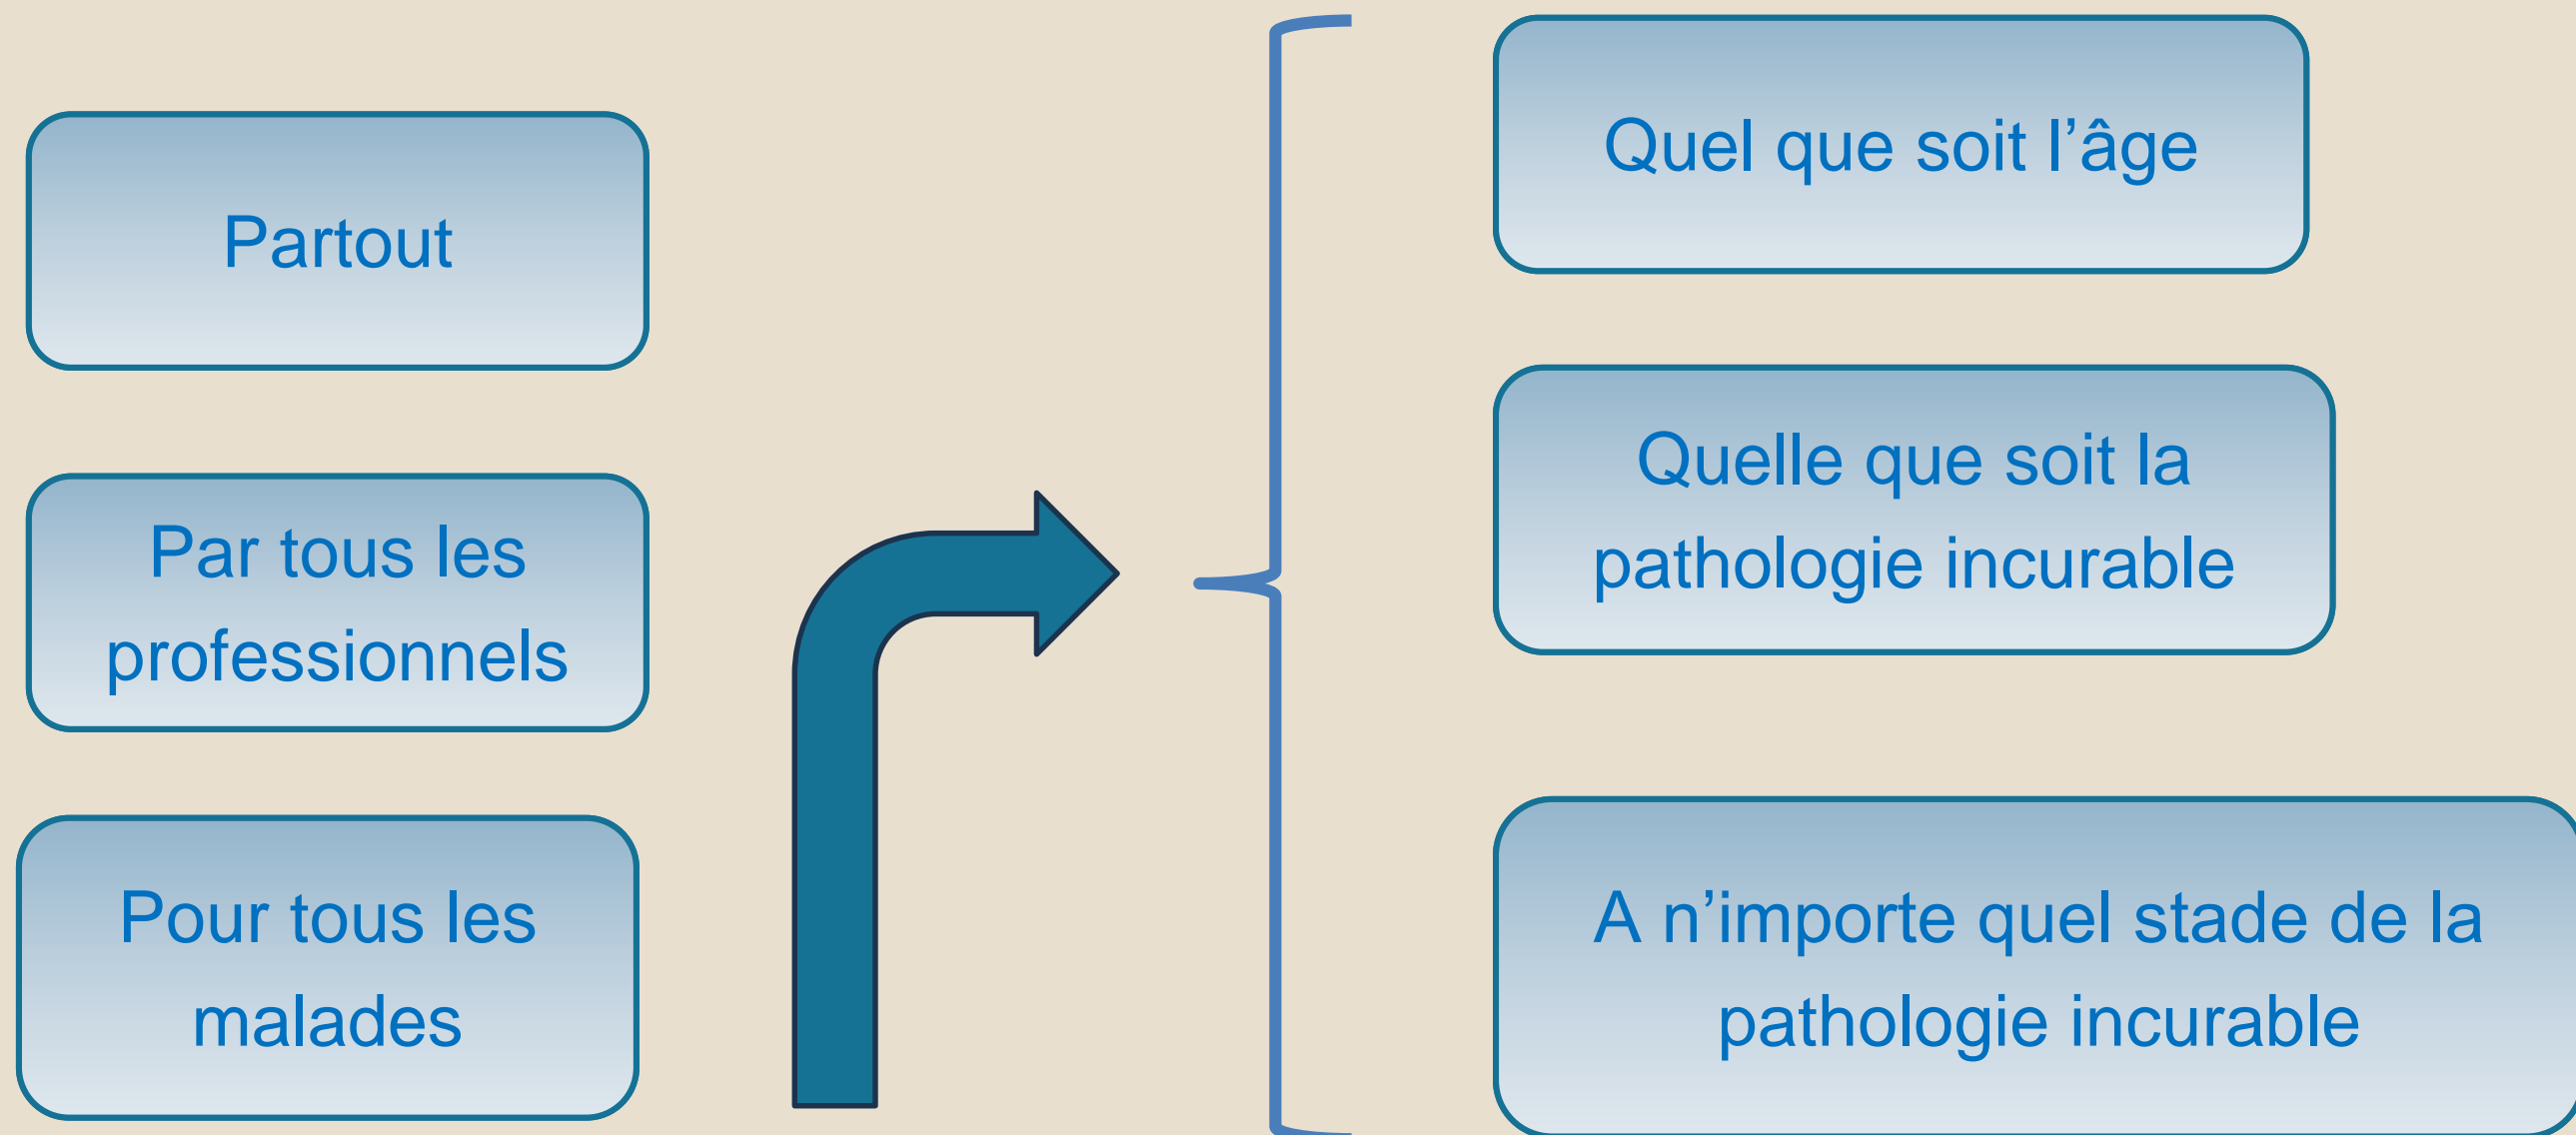 Partout
Par tous les
professionnels
Pour tous les
malades
Quel que soit l’âge
Quelle que soit la
pathologie incurable
A n’importe quel stade de la
pathologie incurable